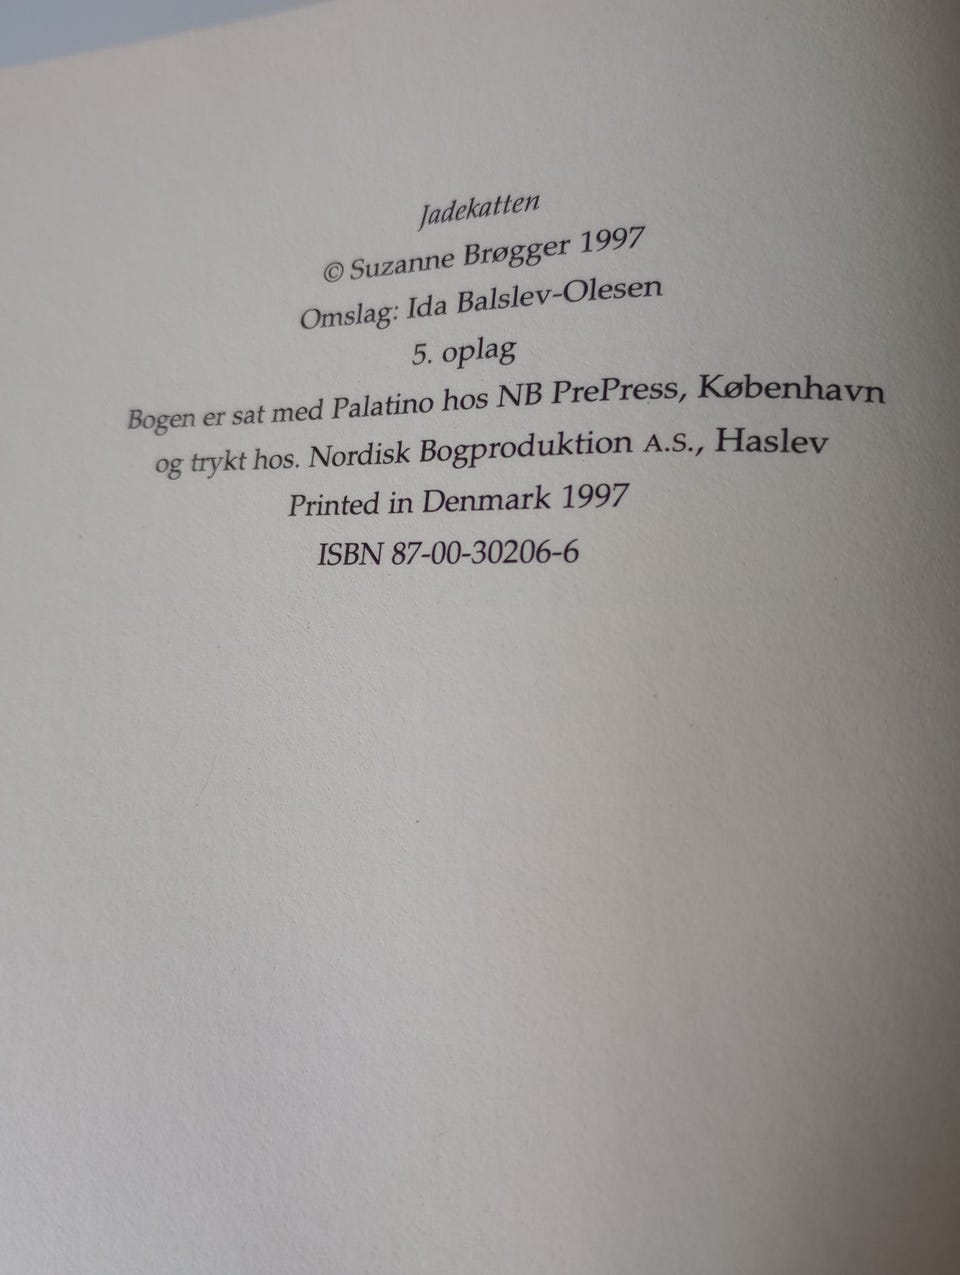 Jadekatten
© Suzanne Brøgger 1997
Omslag: Ida Balslev-Olesen
5. oplag
Bogen er sat med Palatino hos NB PrePress, København
og trykt hos. Nordisk Bogproduktion A.S., Haslev
Printed in Denmark 1997
ISBN 87-00-30206-6